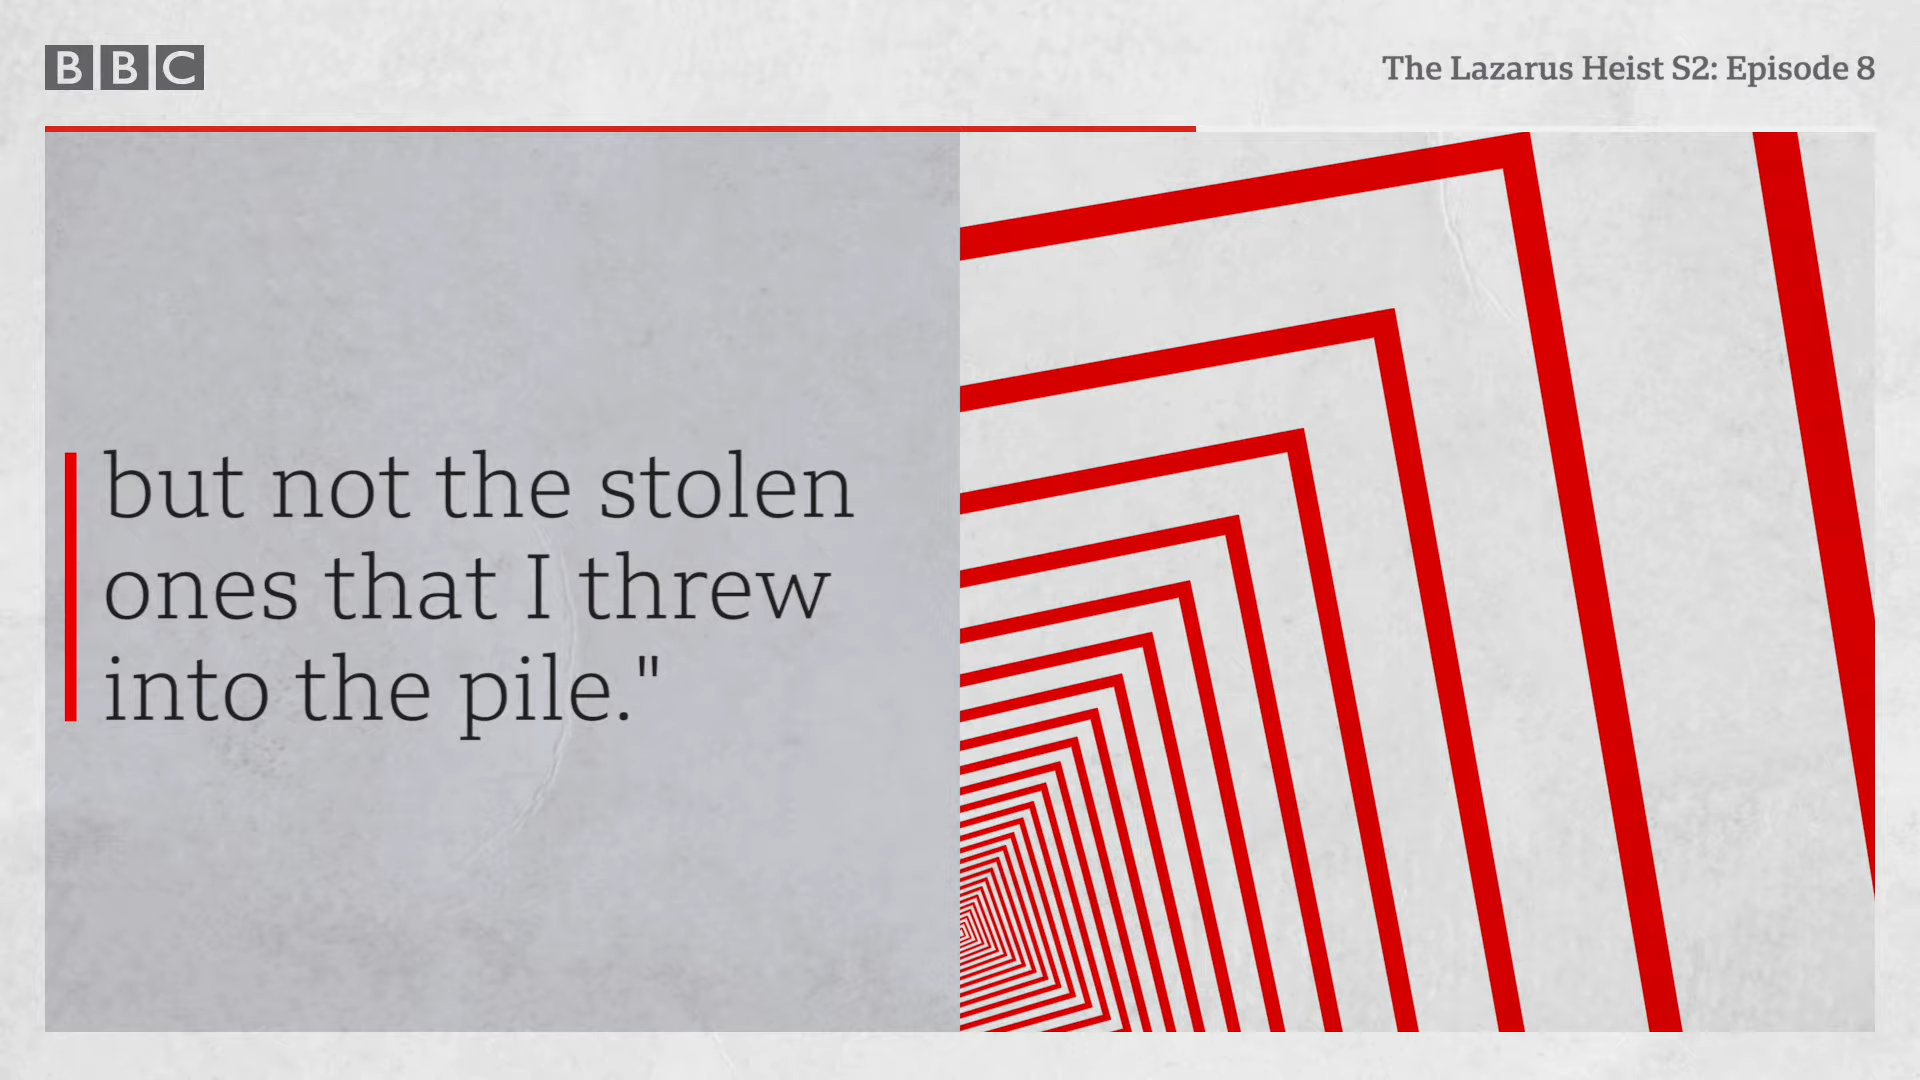 BBC
The Lazarus Heist S2: Episode 8
but not the stolen
ones that I threw
into the pile."